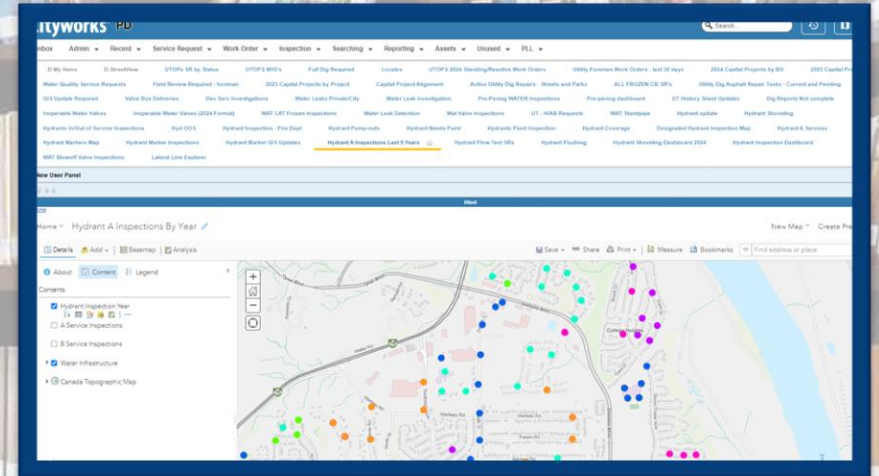 ityworks PD
Search
nbox Admin Recent Service Request Work Order Inspection Searching Reporting Assets Unused PLL
My Items StreetView UTOPs SR by Status UTOP'S WO's Full Dig Required Locates UTOP'S 2024 Standing/Reactive Work Orders Utility Foremen Work Orders - last 30 days 2024 Capital Projects by BU 2023 Capital Pr
Water Quality Service Requests Field Review Required - foreman 2025 Capital Projects by Project Capital Project Alignment Active Utility Dig Repairs - Streets and Parks ALL FROZEN CB SR's Utility Dig Asphalt Repair Tasks - Current and Pending
GIS Update Required Valve Box Deliveries Dev Serv Investigations Water Leaks Private/City Water Leak Investigation Pre-Paving WATER Inspections Pre-paving dashboard UT History Sheet Updates Dig Reports Not complete
Inoperable Water Valves Inoperable Water Valves (2024 Format) WAT LAT Frozen Inspections Water Leak Detection Wat Valve Inspections UT - HIAB Requests WAT Standpipe Hydrant update Hydrant Shoveling
Hydrants In/Out of Service Inspections Hyd OOS Hydrant Inspection - Fire Dept Hydrant Pump-outs Hydrant Needs Paint Hydrants Paint Inspection Hydrant Coverage Designated Hydrant Inspection Map Hydrant A Services
Hydrant Markers Map Hydrant Marker Inspections Hydrant Marker GIS Updates Hydrant A Inspections Last 5 Years Hydrant Flow Test SRs Hydrant Flushing Hydrant Shoveling Dashboard 2024 Hydrant Inspection Dashboard
WAT Blowoff Valve Inspections Lateral Line Explorer
New User Panel
Html
Home Hydrant A Inspections By Year New Map Create Pre
Details Add Basemap Analysis Save Share Print Measure Bookmarks Find address or place
About Content Legend
Contents
Hydrant Inspection Year
A Service Inspections
B Service Inspections
Water Infrastructure
Canada Topographic Map